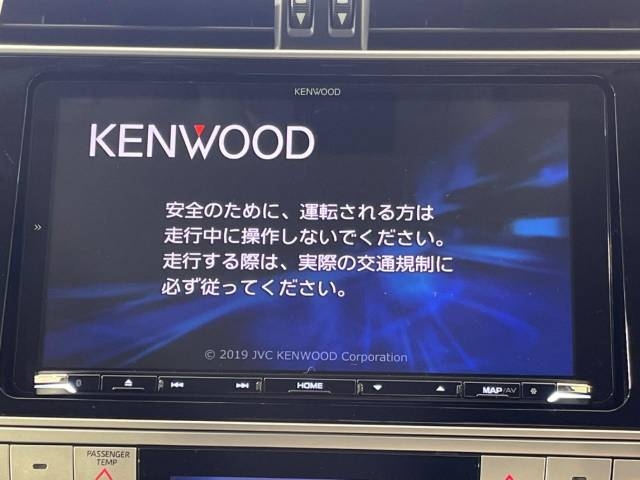 KENWOOD
KENWOOD
安全のために、運転される方は
走行中に操作しないでください。
走行する際は、実際の交通規制に
必ず従ってください。
© 2019 JVC KENWOOD Corporation
HOME
MAP/AV
PASSENGER
TEMP